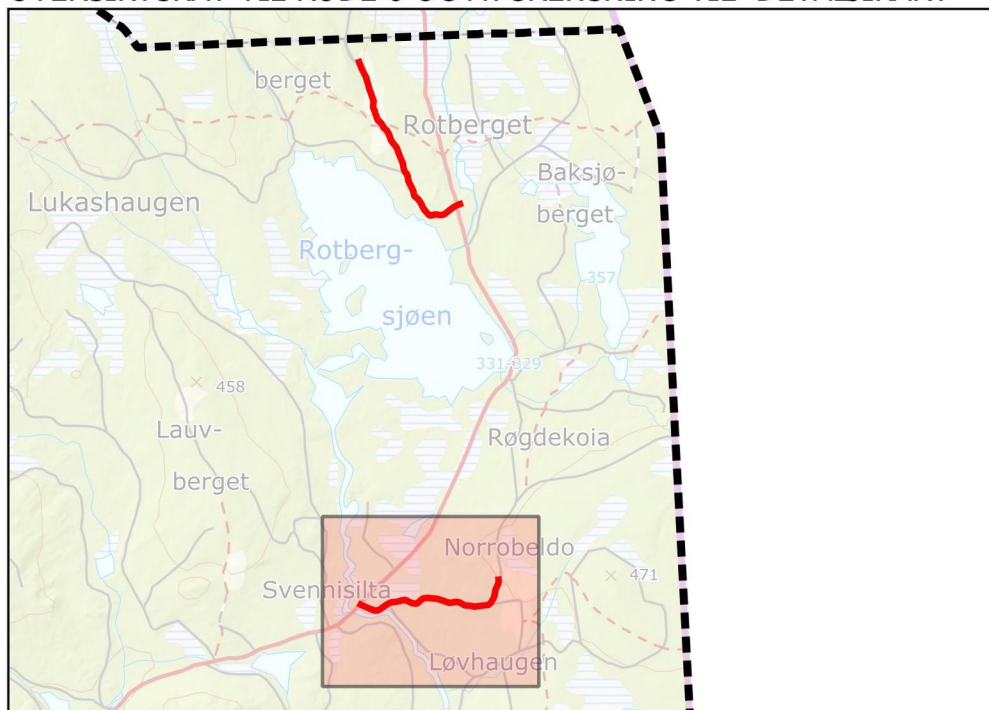 berget
Rotberget
Baksjø-
berget
Lukashaugen
Rotberg-
sjøen
357
331-329
458
Lauv-
berget
Røgdekoia
Norrobeldo
471
Svennisilta
Løvhaugen